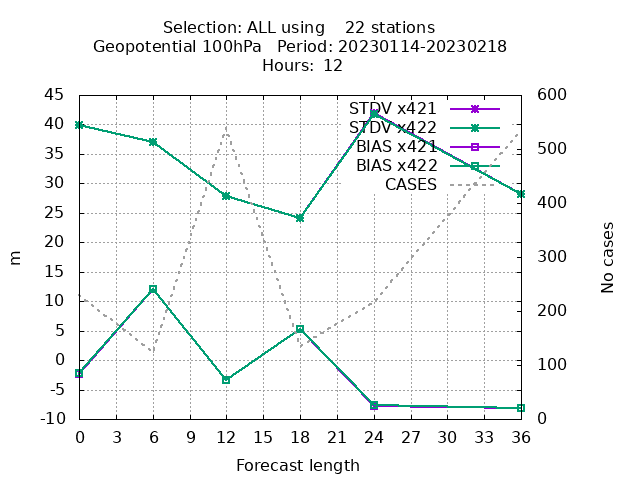 Selection: ALL using    22 stations
Geopotential 100hPa   Period: 20230114-20230218
Hours:  12
STDV x421
STDV x422
BIAS x421
BIAS x422
CASES
45
40
35
30
25
20
15
10
5
0
-5
-10
m
600
500
400
300
200
100
0
No cases
0 3 6 9 12 15 18 21 24 27 30 33 36
Forecast length